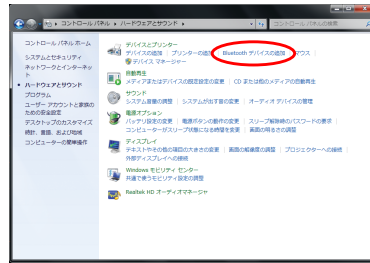 コントロール パネル ▸ ハードウェアとサウンド ▸
コントロール パネルの検索
コントロール パネル ホーム
システムとセキュリティ
ネットワークとインターネット
ハードウェアとサウンド
プログラム
ユーザー アカウントと家族のための安全設定
デスクトップのカスタマイズ
時計、言語、および地域
コンピューターの簡単操作
デバイスとプリンター
デバイスの追加 | プリンターの追加 | Bluetooth デバイスの追加 | マウス
デバイス マネージャー
自動再生
メディアまたはデバイスの既定設定の変更 | CD または他のメディアの自動再生
サウンド
システム音量の調整 | システムが出す音の変更 | オーディオ デバイスの管理
電源オプション
バッテリ設定の変更 | 電源ボタンの動作の変更 | スリープ解除時のパスワードの要求
コンピューターがスリープ状態になる時間を変更 | 画面の明るさの調整
ディスプレイ
テキストやその他の項目の大きさの変更 | 画面の解像度の調整 | プロジェクターへの接続
外部ディスプレイへの接続
Windows モビリティ センター
共通で使うモビリティ設定の調整
Realtek HD オーディオマネージャ